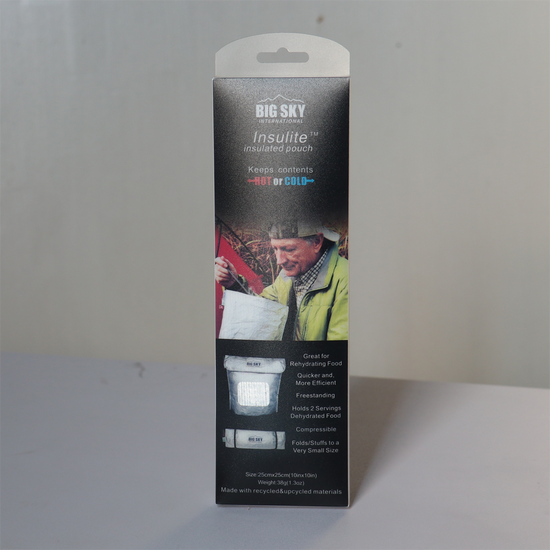 BIG SKY
INTERNATIONAL
Insulite™
insulated pouch
Keeps contents
HOT or COLD
Great for
Rehydrating Food
Quicker and,
More Efficient
Freestanding
Holds 2 Servings
Dehydrated Food
Compressible
Folds/Stuffs to a
Very Small Size
BIG SKY
BIG SKY
Size:25cmx25cm(10inx10in)
Weight:38g(1.3oz)
Made with recycled&upcycled materials